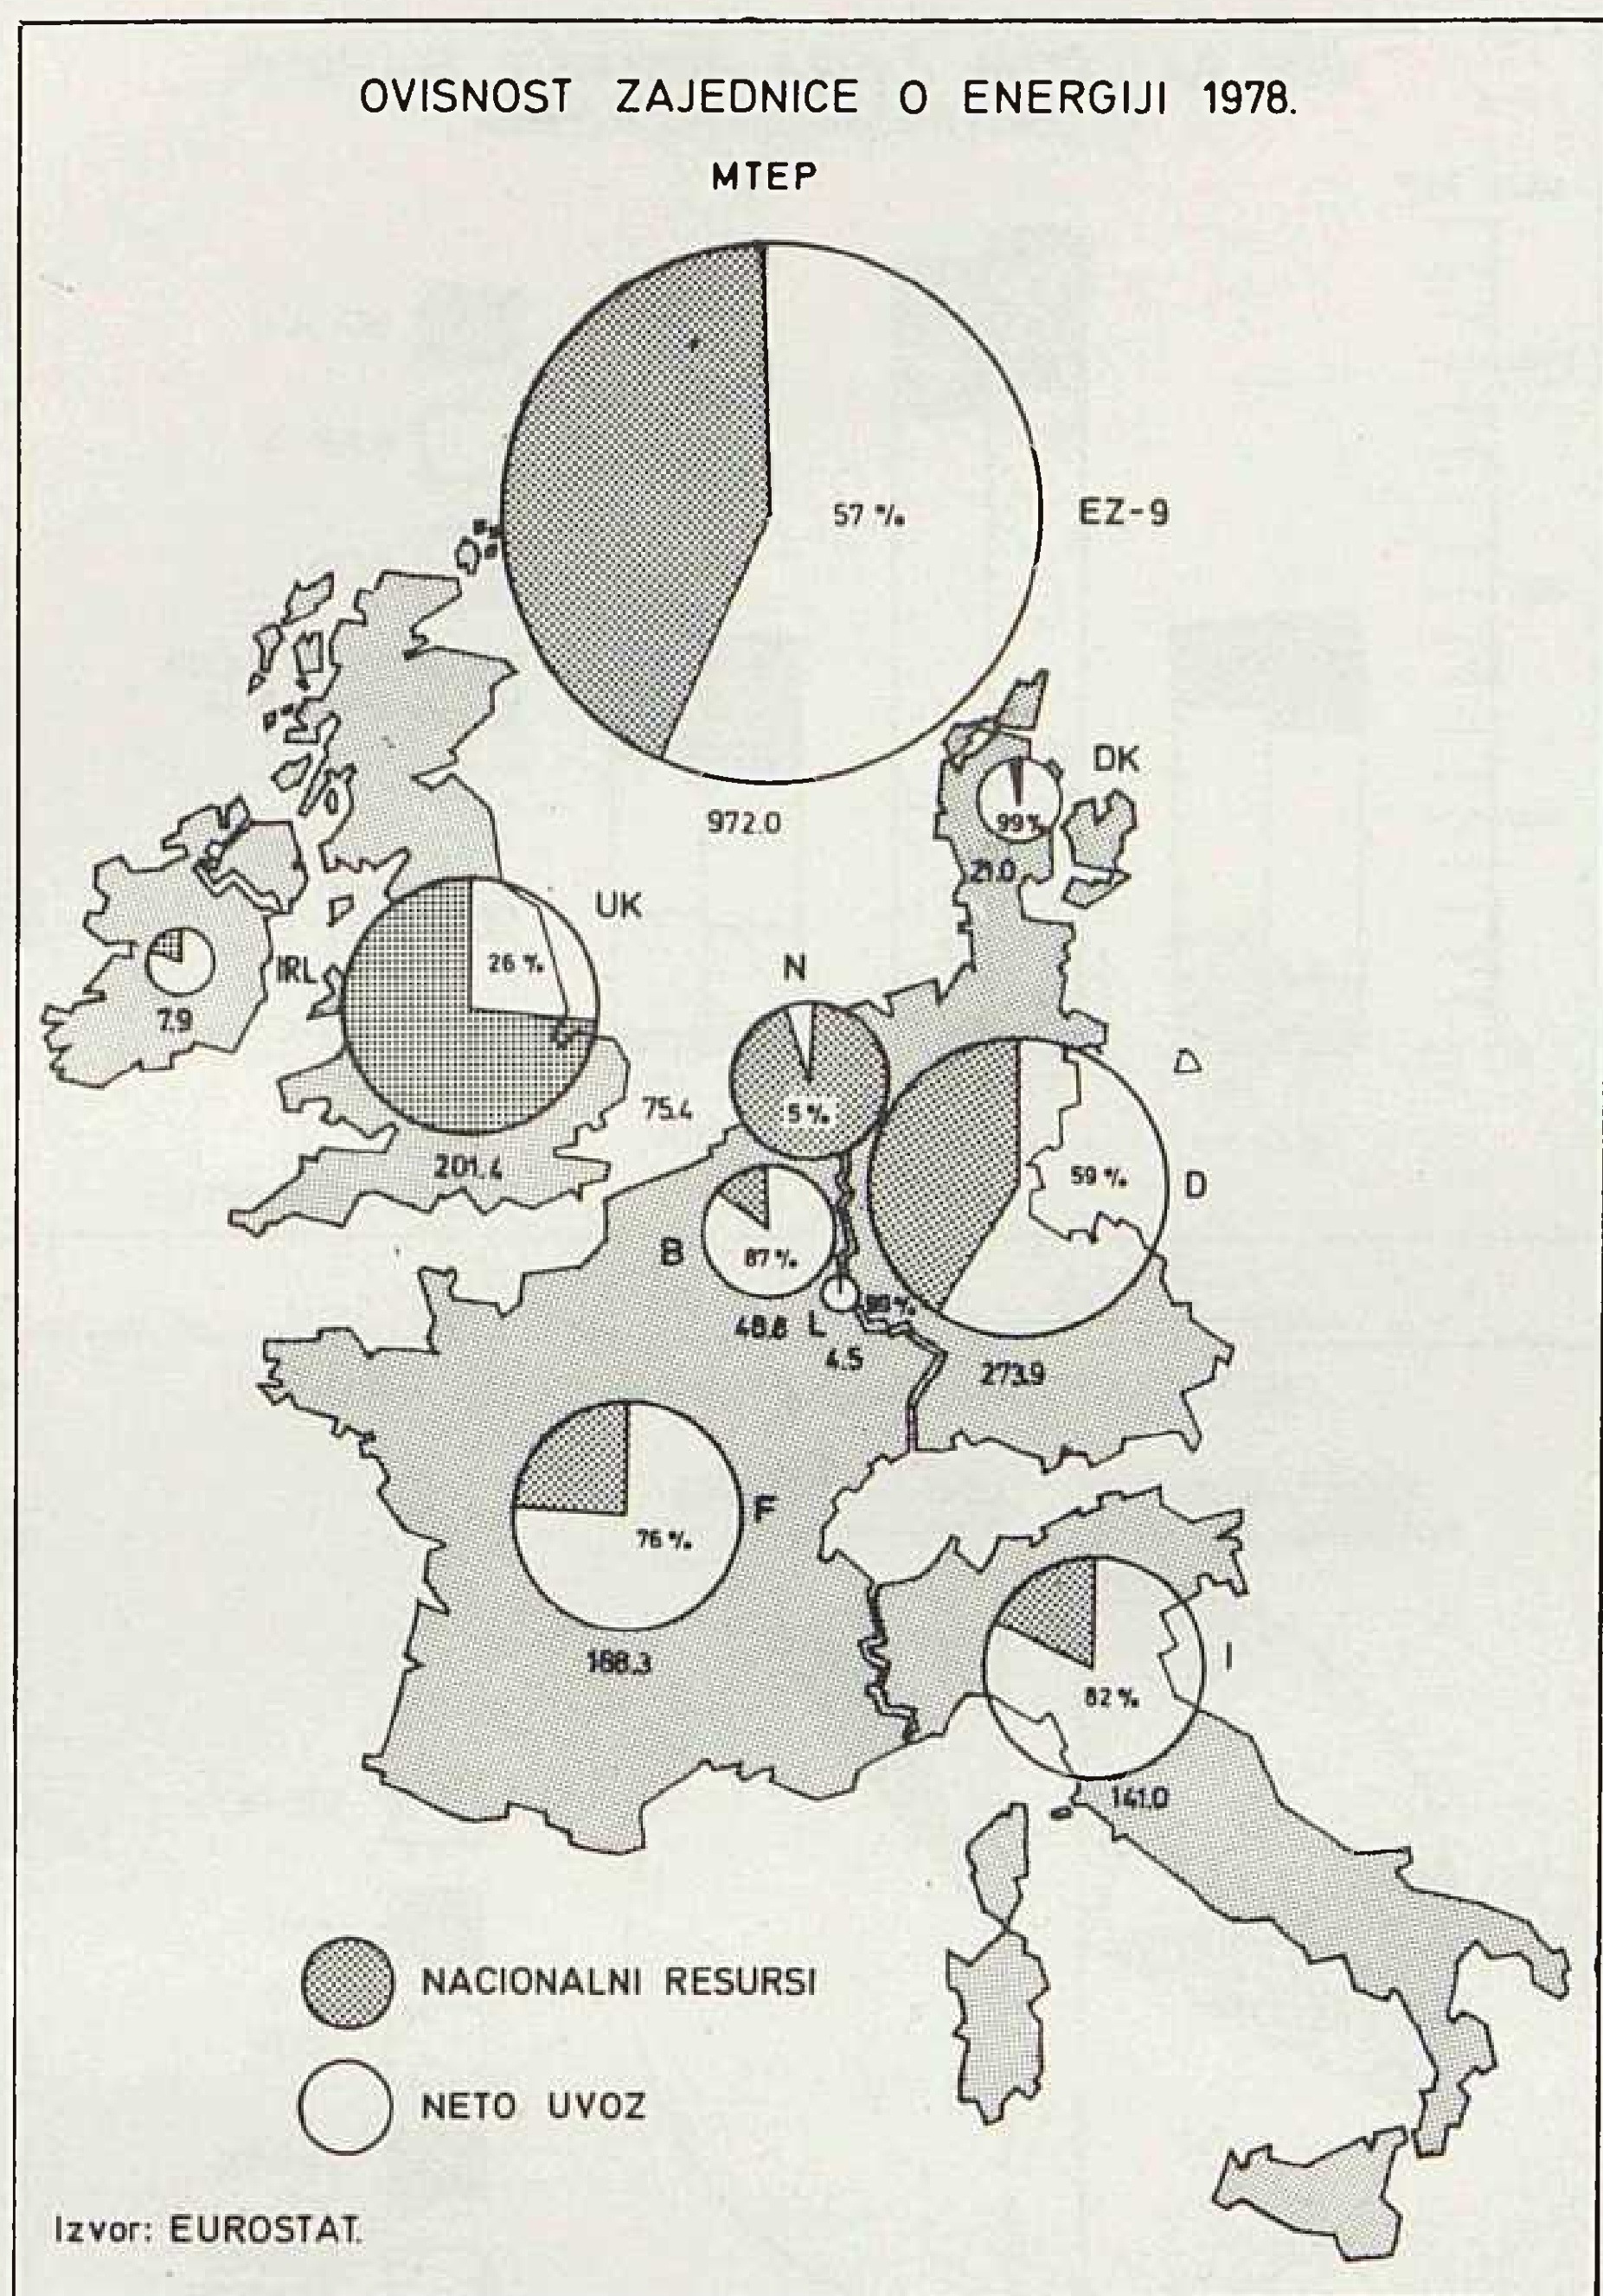 OVISNOST ZAJEDNICE O ENERGIJI 1978.
MTEP
57 %
EZ-9
972.0
DK
99%
21.0
UK
26 %
IRL
7.9
N
5 %
75.4
201.4
59 %
D
B
87 %
48.8
L
4.5
273.9
F
76 %
I
82 %
141.0
NACIONALNI RESURSI
NETO UVOZ
Izvor: EUROSTAT.